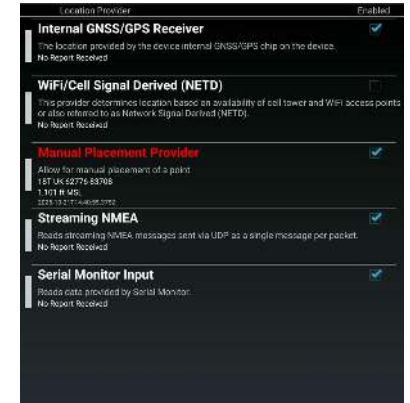 Location Provider Enabled
Internal GNSS/GPS Receiver
The location provided by the device internal GNSS/GPS chip on the device.
No Report Received
WiFi/Cell Signal Derived (NETD)
This provider determines location based on availability of cell tower and WiFi access points
or also referred to as Network Signal Derived (NETD).
No Report Received
Manual Placement Provider
Allow for manual placement of a point
18T UK 62776 83708
1,101 ft MSL
Streaming NMEA
Reads streaming NMEA messages sent via UDP as a single message per packet.
No Report Received
Serial Monitor Input
Reads data provided by Serial Monitor.
No Report Received